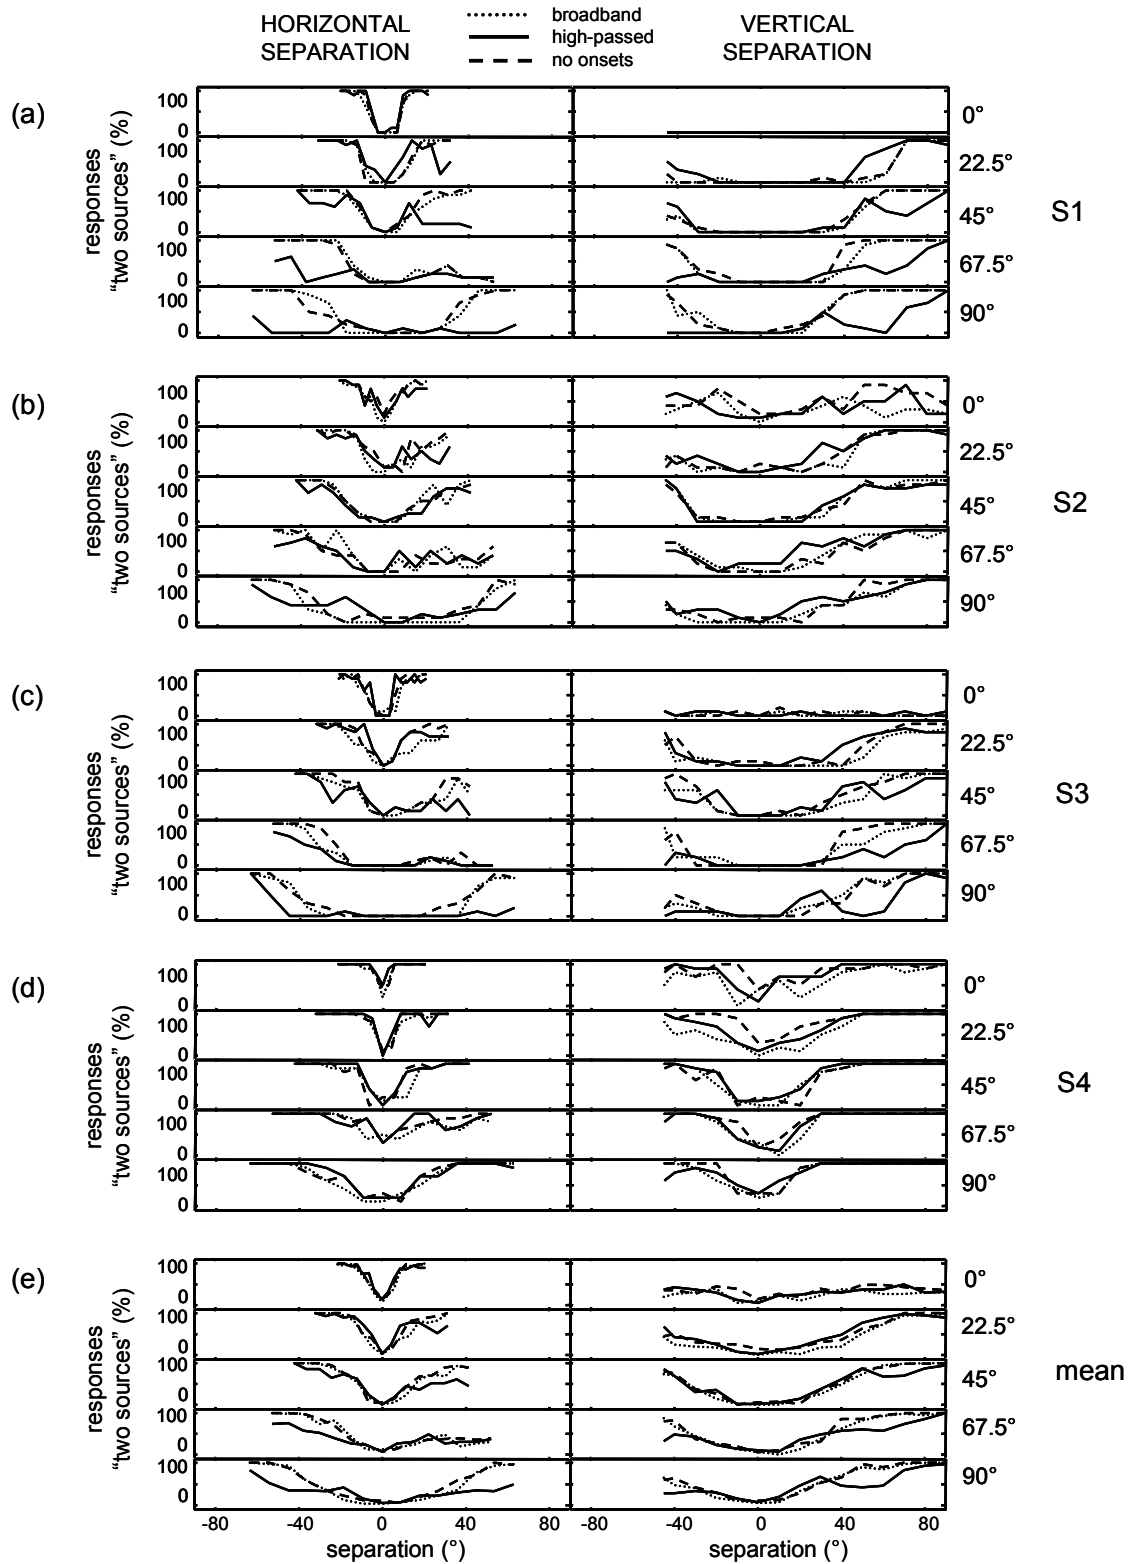 HORIZONTAL
SEPARATION
broadband
high-passed
no onsets
VERTICAL
SEPARATION
(a)
responses
“two sources” (%)
100
0
100
0
100
0
100
0
100
0
0°
22.5°
45°
67.5°
90°
S1
(b)
responses
“two sources” (%)
100
0
100
0
100
0
100
0
100
0
0°
22.5°
45°
67.5°
90°
S2
(c)
responses
“two sources” (%)
100
0
100
0
100
0
100
0
100
0
0°
22.5°
45°
67.5°
90°
S3
(d)
responses
“two sources” (%)
100
0
100
0
100
0
100
0
100
0
0°
22.5°
45°
67.5°
90°
S4
(e)
responses
“two sources” (%)
100
0
100
0
100
0
100
0
100
0
0°
22.5°
45°
67.5°
90°
mean
-80 -40 0 40 80
-80 -40 0 40 80
separation (°)
separation (°)